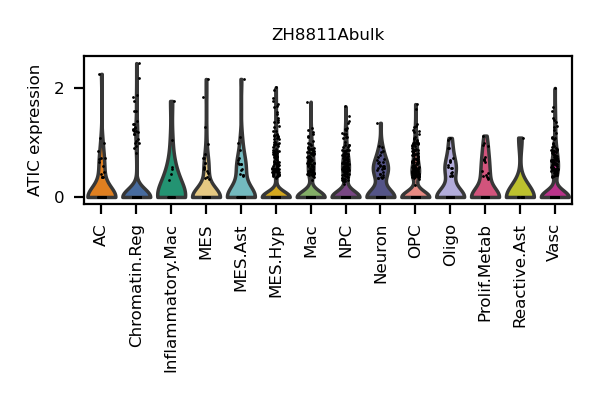 ZH8811Abulk
ATIC expression
2
0
AC
Chromatin.Reg
Inflammatory.Mac
MES
MES.Ast
MES.Hyp
Mac
NPC
Neuron
OPC
Oligo
Prolif.Metab
Reactive.Ast
Vasc